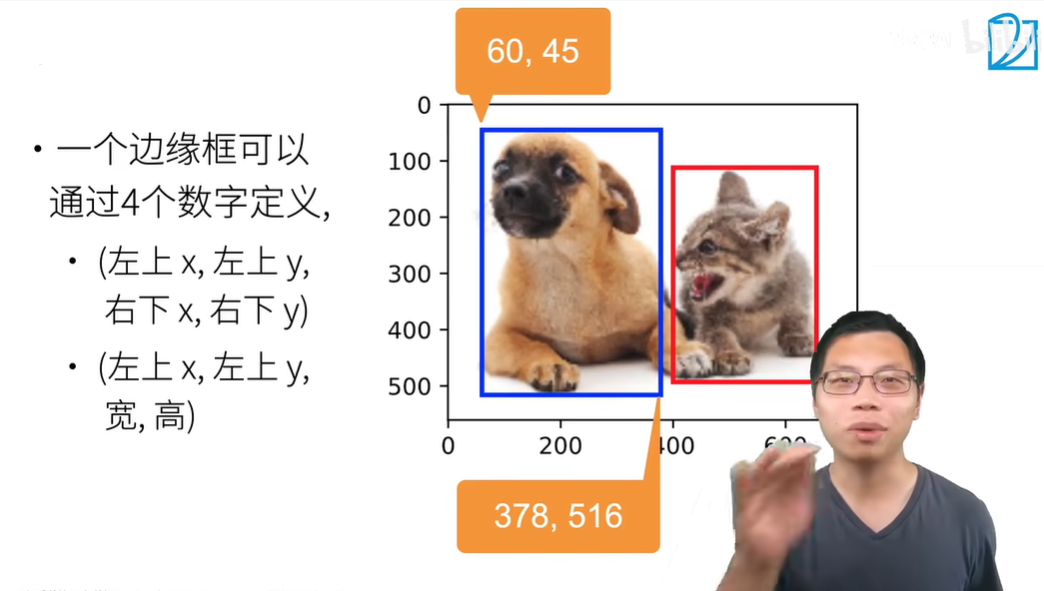 60, 45
• 一个边缘框可以
通过4个数字定义,
• (左上 x, 左上 y,
右下 x, 右下 y)
• (左上 x, 左上 y,
宽, 高)
0
100
200
300
400
500
0 200 400 600
378, 516